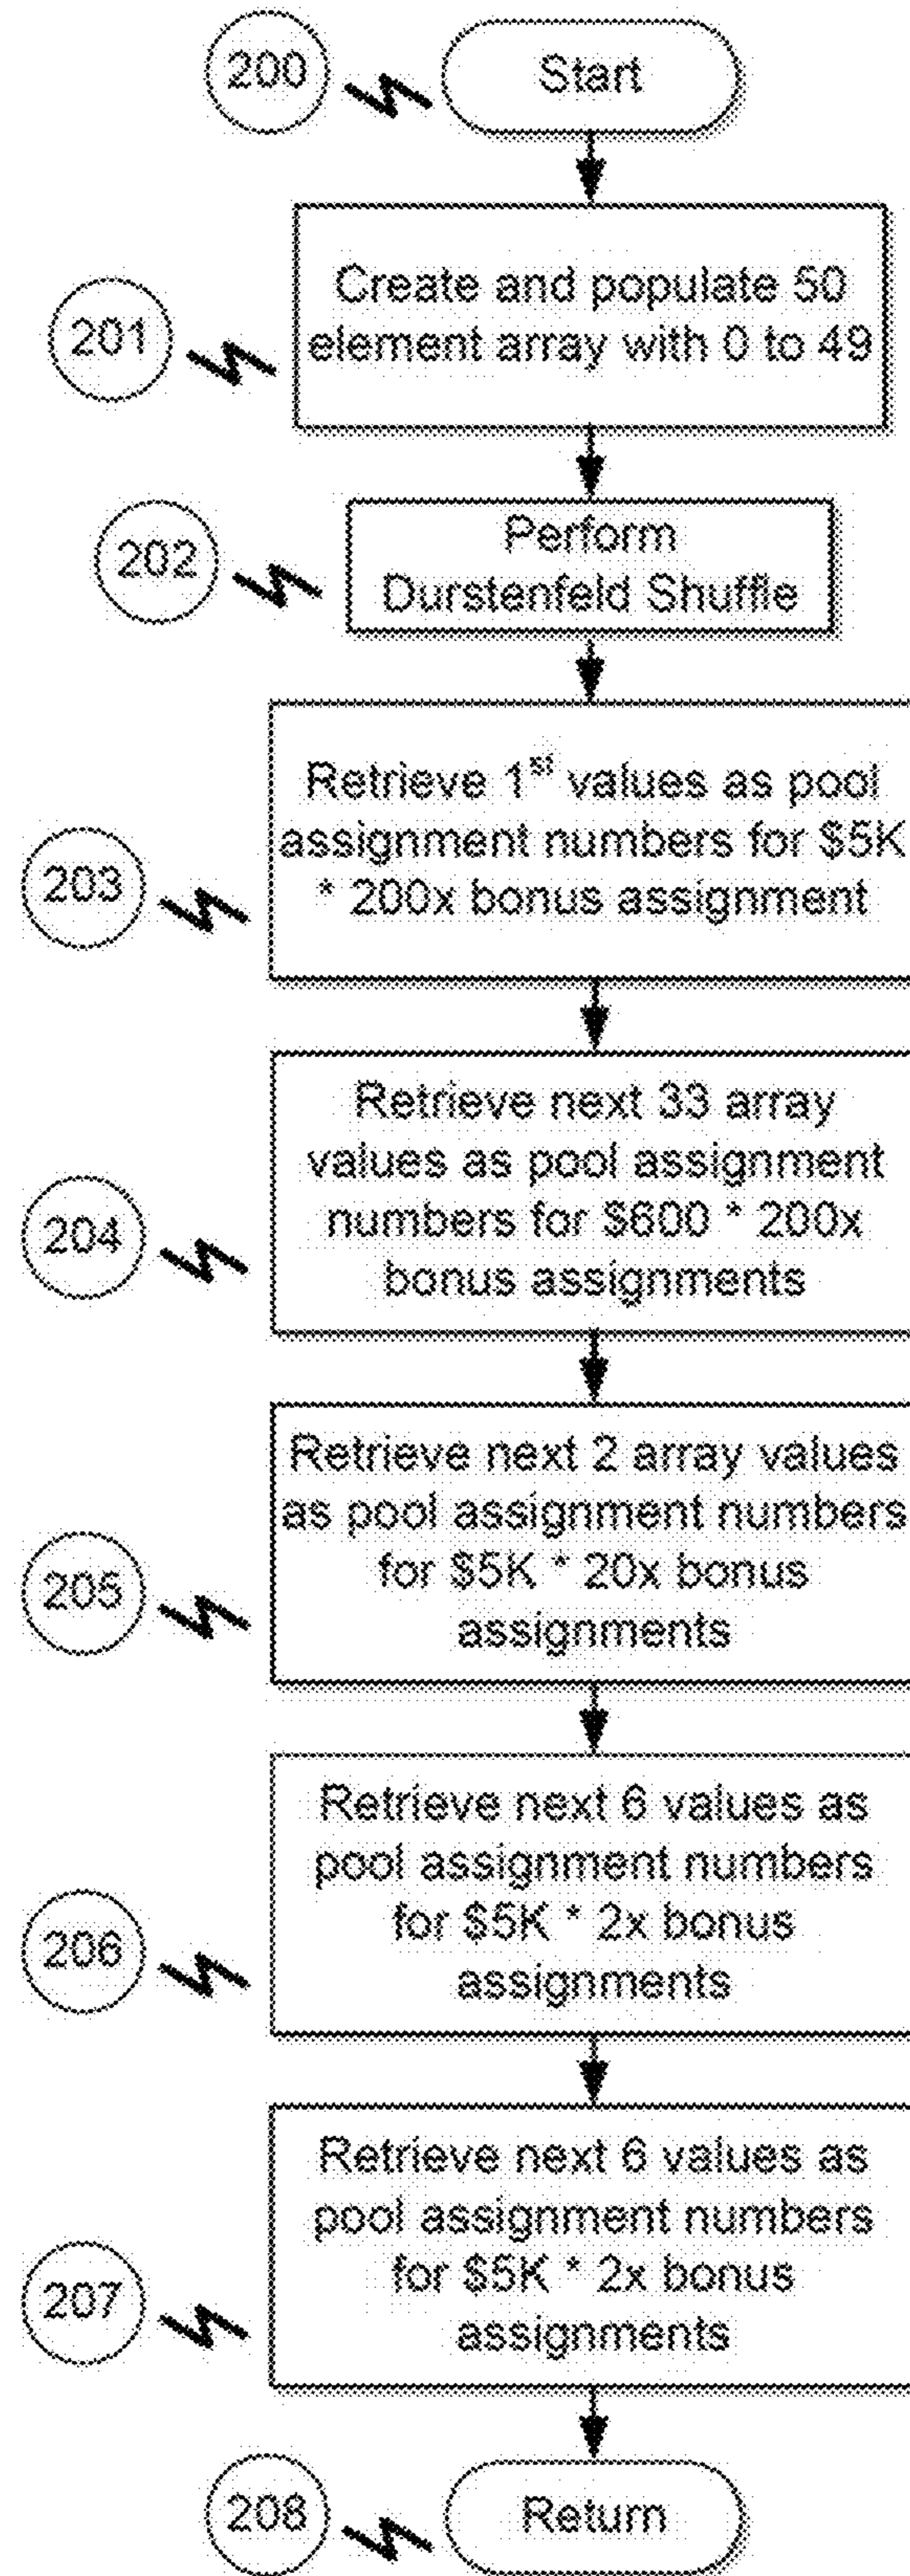 200
Start
201
Create and populate 50
element array with 0 to 49
202
Perform
Durstenfeld Shuffle
203
Retrieve 1st values as pool
assignment numbers for $5K
* 200x bonus assignment
204
Retrieve next 33 array
values as pool assignment
numbers for $600 * 200x
bonus assignments
205
Retrieve next 2 array values
as pool assignment numbers
for $5K * 20x bonus
assignments
206
Retrieve next 6 values as
pool assignment numbers
for $5K * 2x bonus
assignments
207
Retrieve next 6 values as
pool assignment numbers
for $5K * 2x bonus
assignments
208
Return